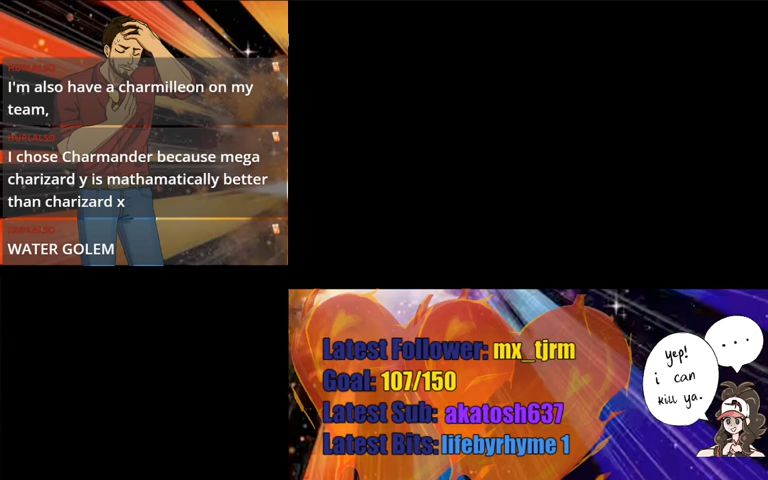 I'm also have a charmilleon on my
team,
I chose Charmander because mega
charizard y is mathamatically better
than charizard x
WATER GOLEM
Latest Follower: mx_tjrm
Goal: 107/150
Latest Sub: akatosh637
Latest Bits: lifebyrhyme 1
yep!
i can
kill ya.
...